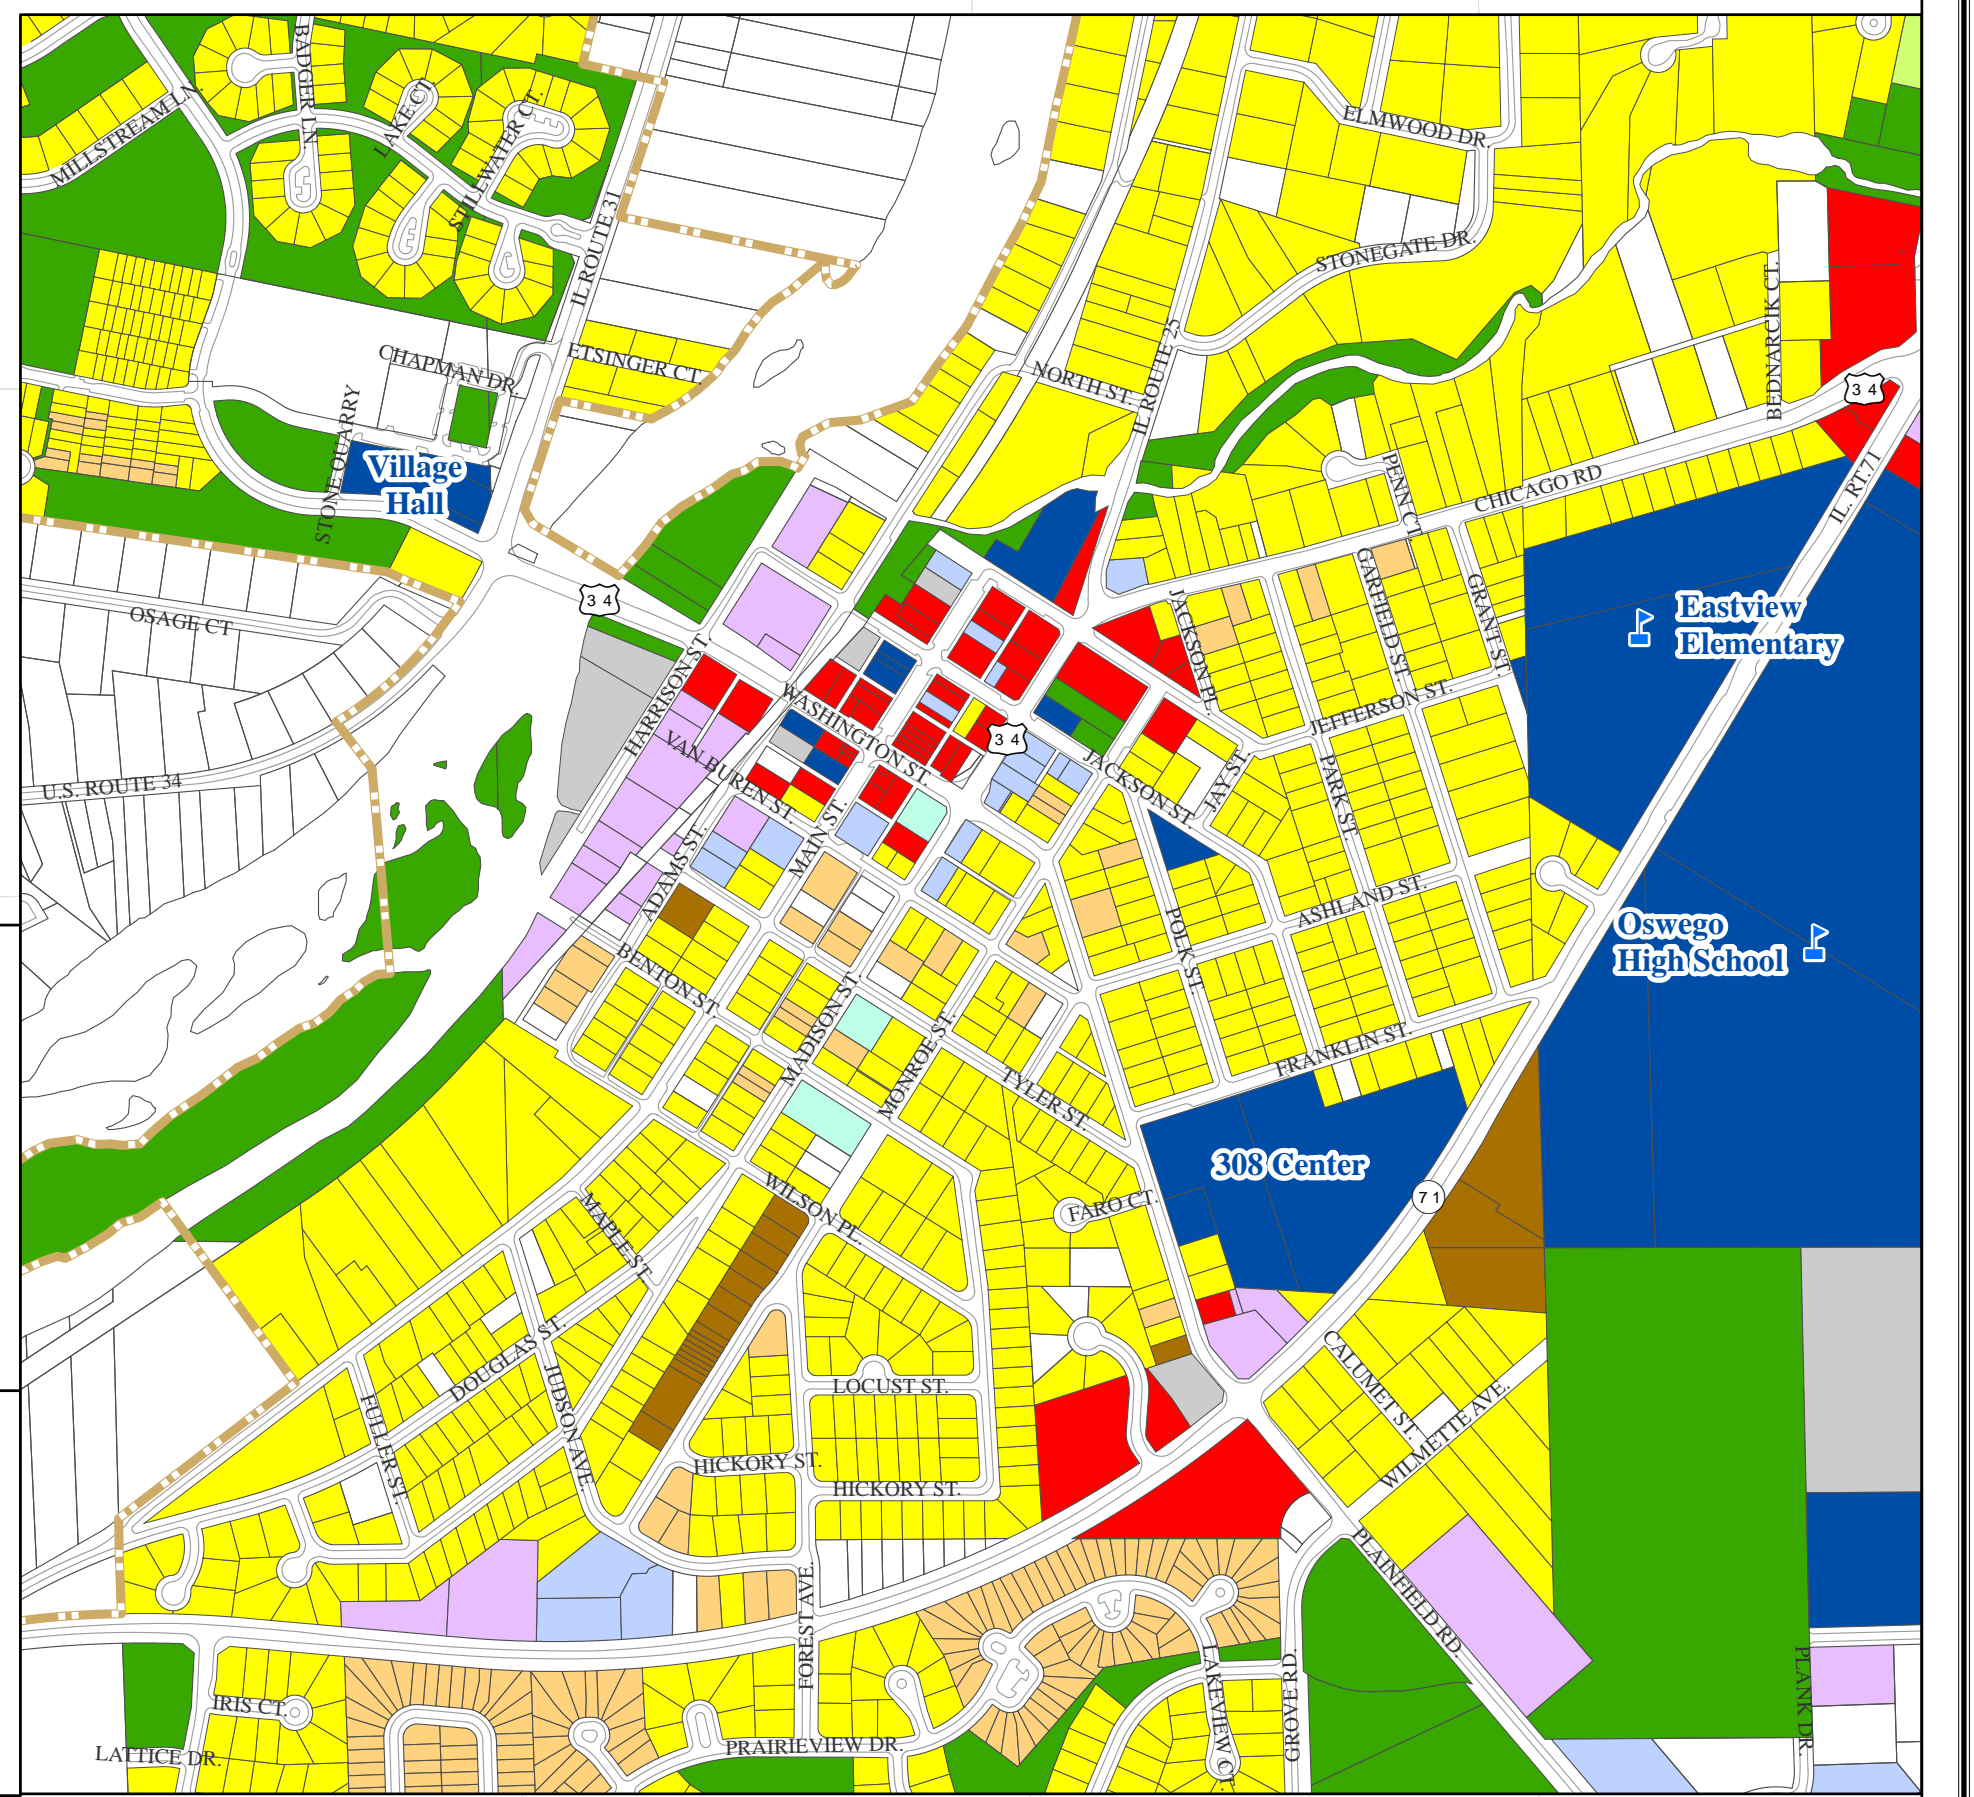 BADGER LN.
MILLSTREAM LN.
LAKE CT.
STILLWATER CT.
IL ROUTE 31
ELMWOOD DR.
STONEGATE DR.
BEDNARCIK CT.
CHAPMAN DR.
ETSINGER CT.
NORTH ST.
IL ROUTE 25
34
STONE QUARRY
Village
Hall
PENN CT.
CHICAGO RD
IL. RT.71
34
OSAGE CT
JACKSON PL.
GARFIELD ST.
GRANT ST.
Eastview
Elementary
HARRISON ST.
WASHINGTON ST.
VAN BUREN ST.
34
JEFFERSON ST.
U.S. ROUTE 34
JACKSON ST.
JAY ST.
PARK ST.
MAIN ST.
ADAMS ST.
ASHLAND ST.
POLK ST.
Oswego
High School
BENTON ST.
MADISON ST.
MONROE ST.
TYLER ST.
FRANKLIN ST.
308 Center
71
FARO CT.
WILSON PL.
MAPLE ST.
DOUGLAS ST.
JUDSON AVE.
FULLER ST.
LOCUST ST.
CALUMET ST.
WILMETTE AVE.
HICKORY ST.
HICKORY ST.
PLAINFIELD RD.
FOREST AVE.
LAKEVIEW CT.
GROVE RD.
PLANK DR.
IRIS CT.
LATTICE DR.
PRAIRIEVIEW DR.